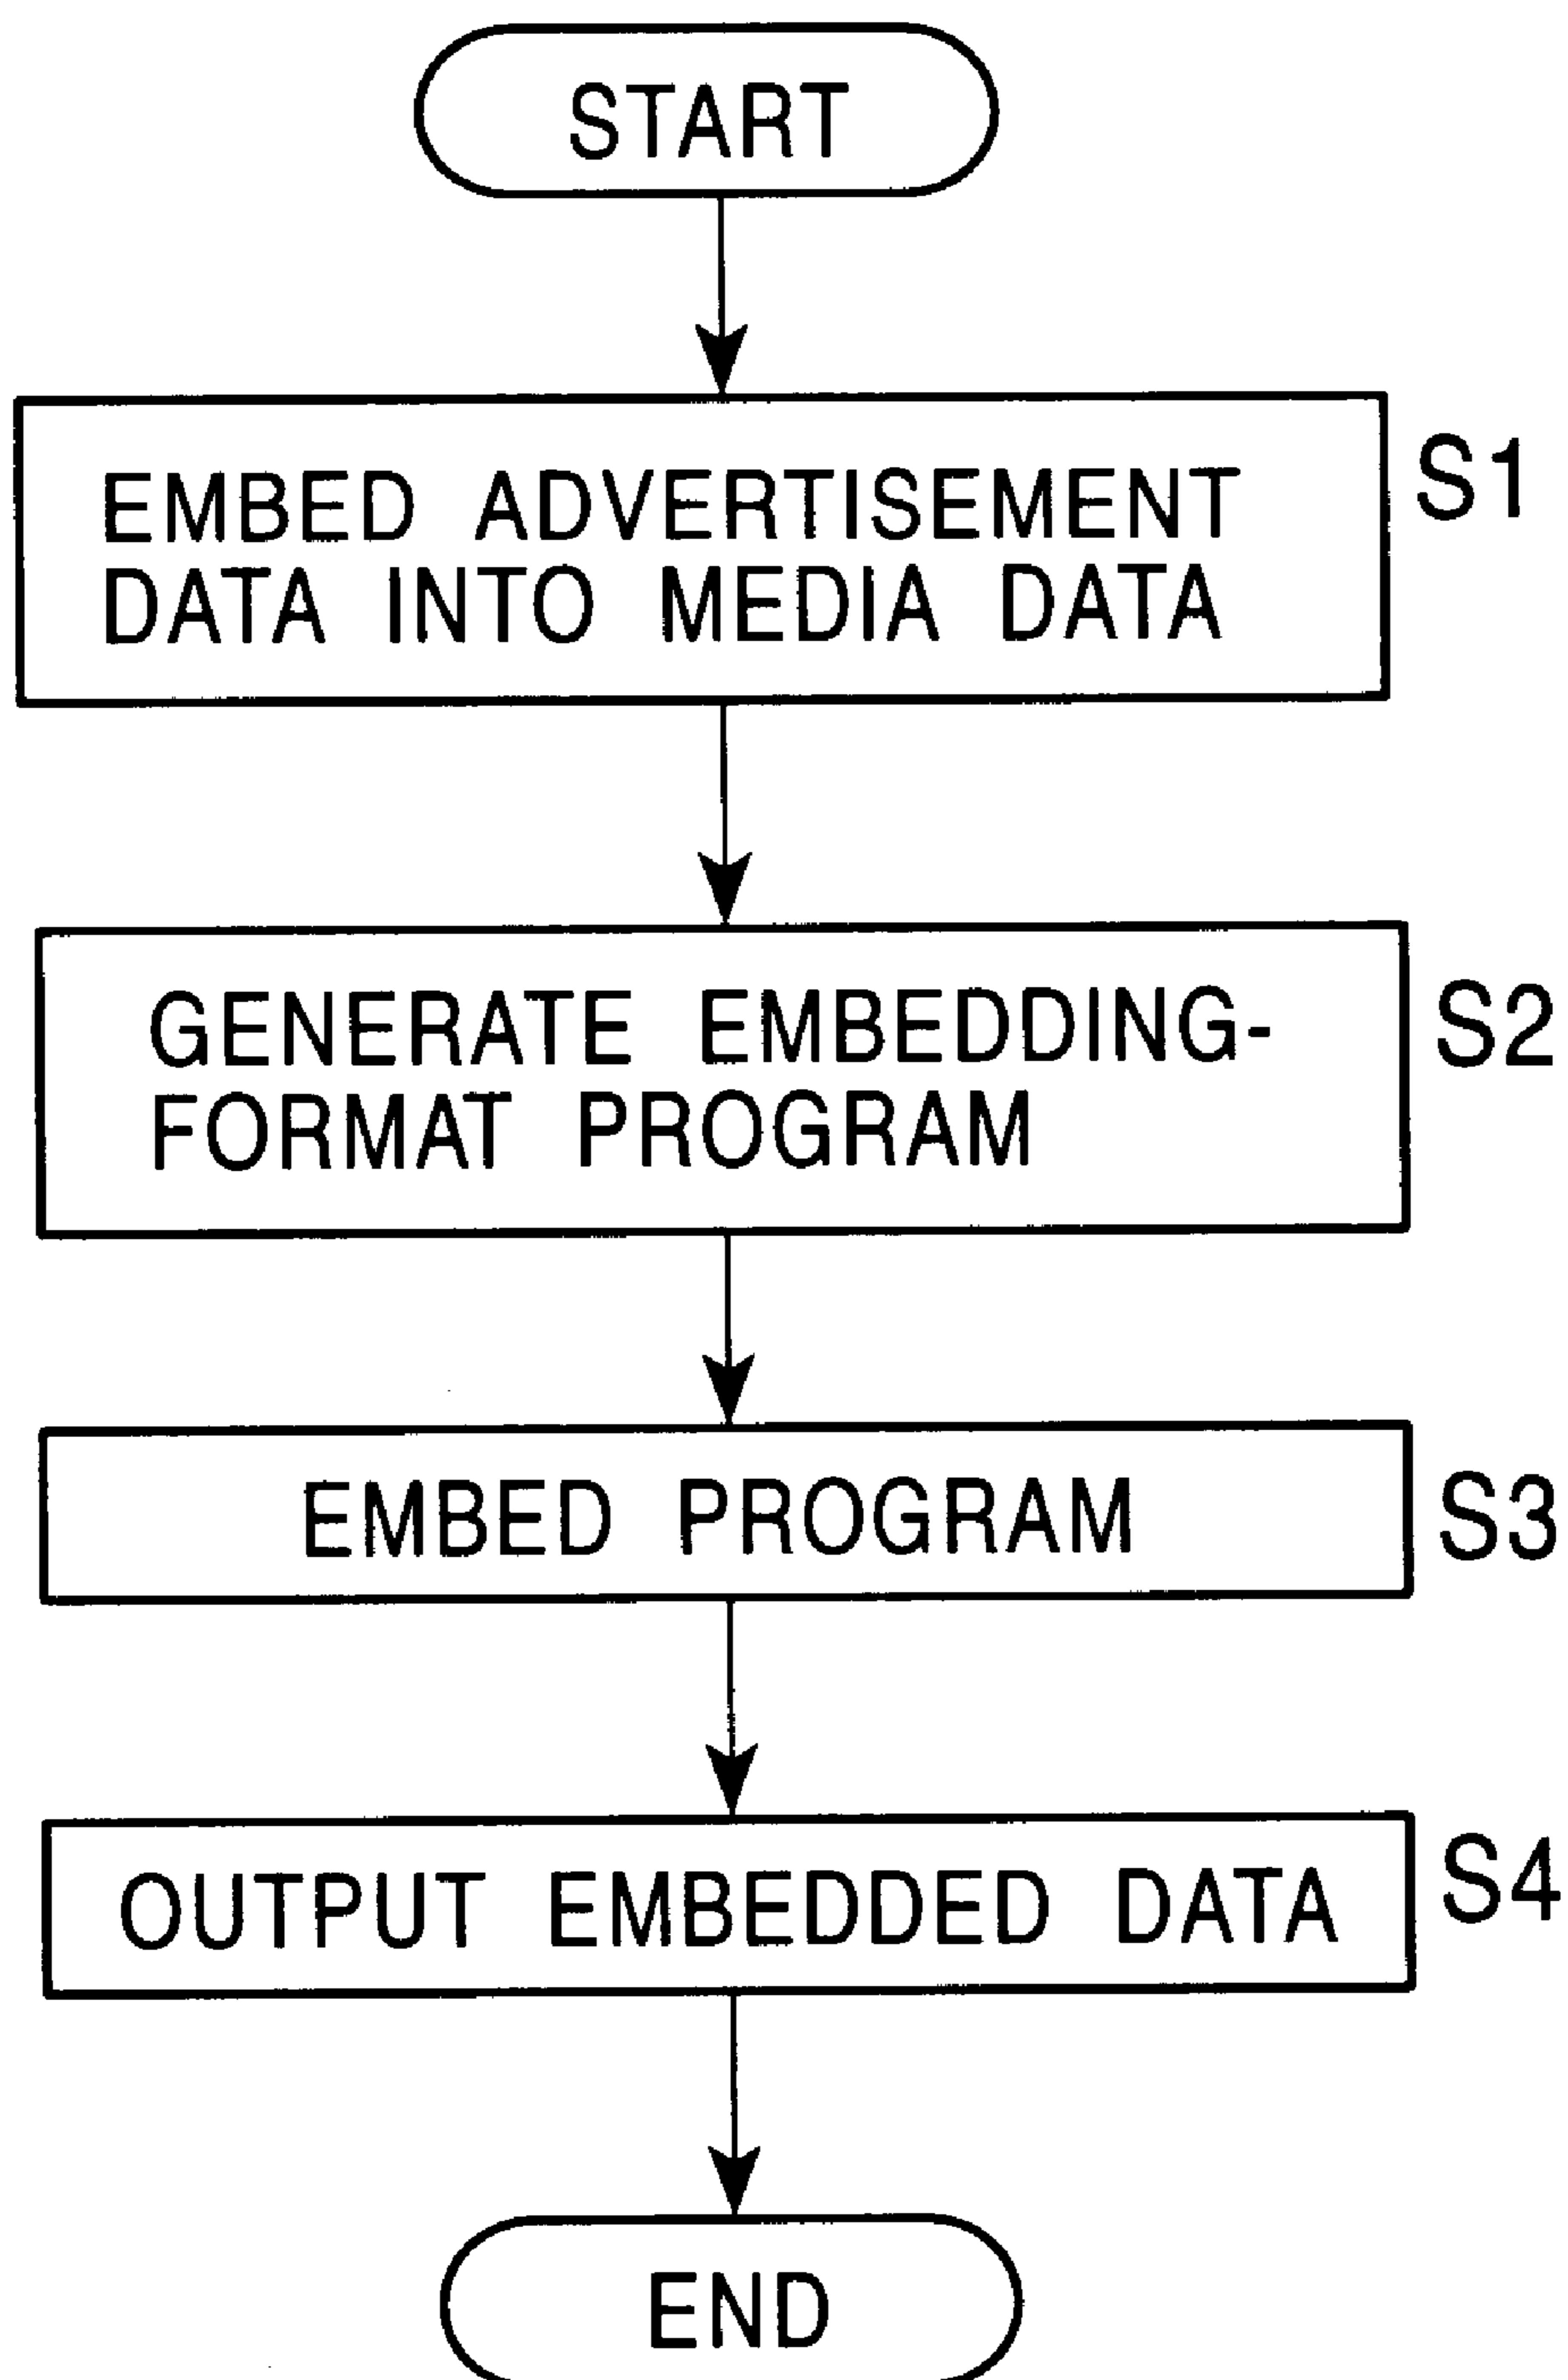 START
EMBED ADVERTISEMENT
DATA INTO MEDIA DATA
S1
GENERATE EMBEDDING-
FORMAT PROGRAM
S2
EMBED PROGRAM
S3
OUTPUT EMBEDDED DATA
S4
END